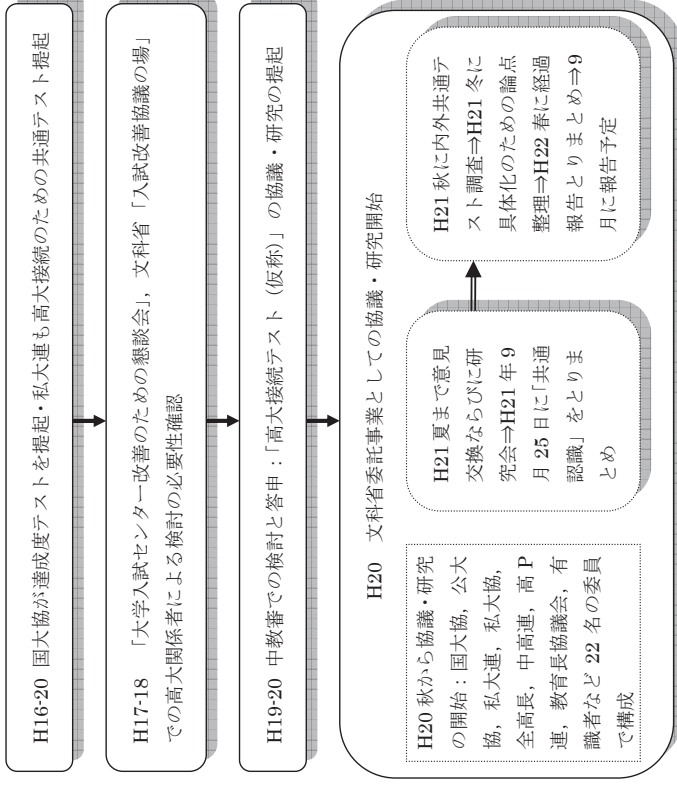 H16-20 国大協が達成度テストを提起・私大連も高大接続のための共通テスト提起
H17-18 「大学入試センター改善のための懇談会」，文科省「入試改善協議の場」
での高大関係者による検討の必要性確認
H19-20 中教審での検討と答申：「高大接続テスト（仮称）」の協議・研究の提起
H20 文科省委託事業としての協議・研究開始
H20 秋から協議・研究
の開始：国大協，公大
協，私大連，私大協，
全高長，中高連，高 P
連，教育長協議会，有
識者など 22 名の委員
で構成
H21 夏まで意見
交換ならびに研
究会⇒H21 年 9
月 25 日に「共通
認識」をとりま
とめ
H21 秋に内外共通テ
スト調査⇒H21 冬に
具体化のための論点
整理⇒H22 春に経過
報告とりまとめ⇒9
月に報告予定